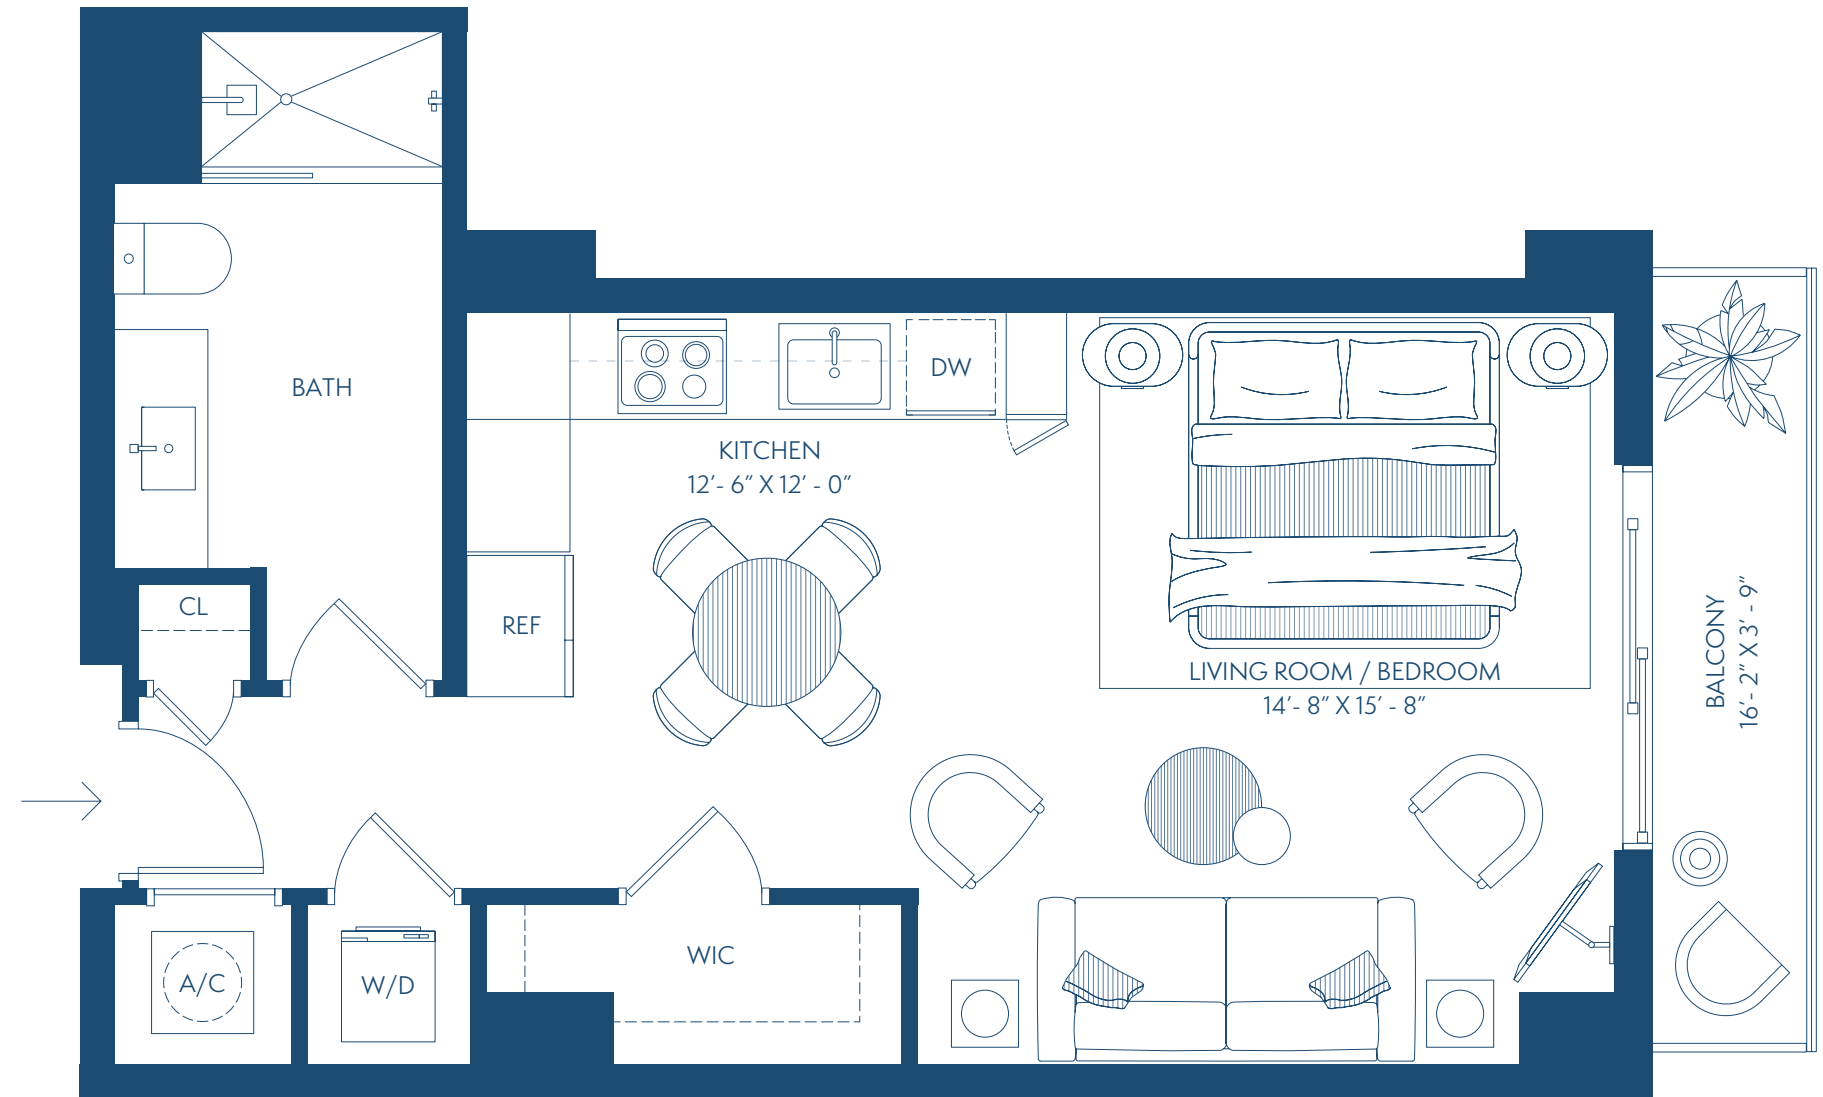 BATH
DW
KITCHEN
12’- 6” X 12’ - 0”
CL
REF
LIVING ROOM / BEDROOM
14’- 8” X 15’ - 8”
BALCONY
16’- 2” X 3’ - 9”
A/C
W/D
WIC